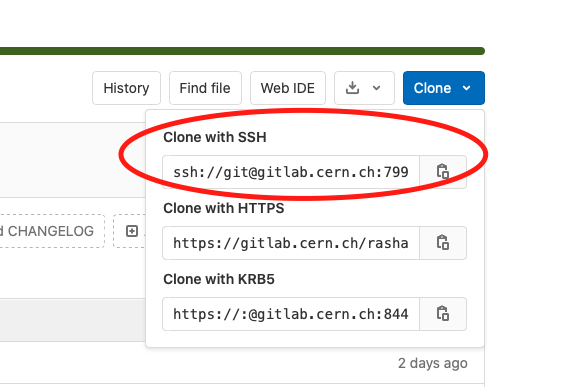 History Find file Web IDE Clone
Clone with SSH
ssh://git@gitlab.cern.ch:799
Clone with HTTPS
https://gitlab.cern.ch/rasha
CHANGELOG
Clone with KRB5
https://:@gitlab.cern.ch:844
2 days ago